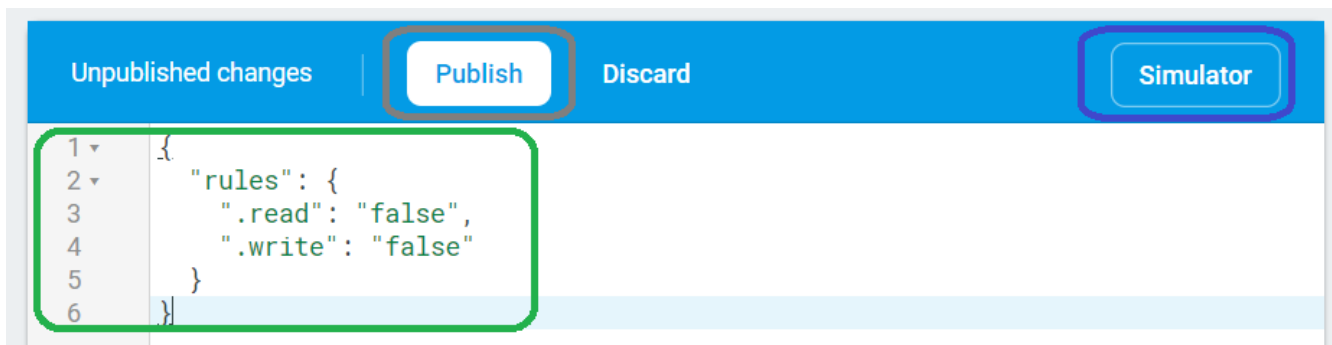 Unpublished changes Publish Discard Simulator
1 {
2 "rules": {
3 ".read": "false",
4 ".write": "false"
5 }
6 }